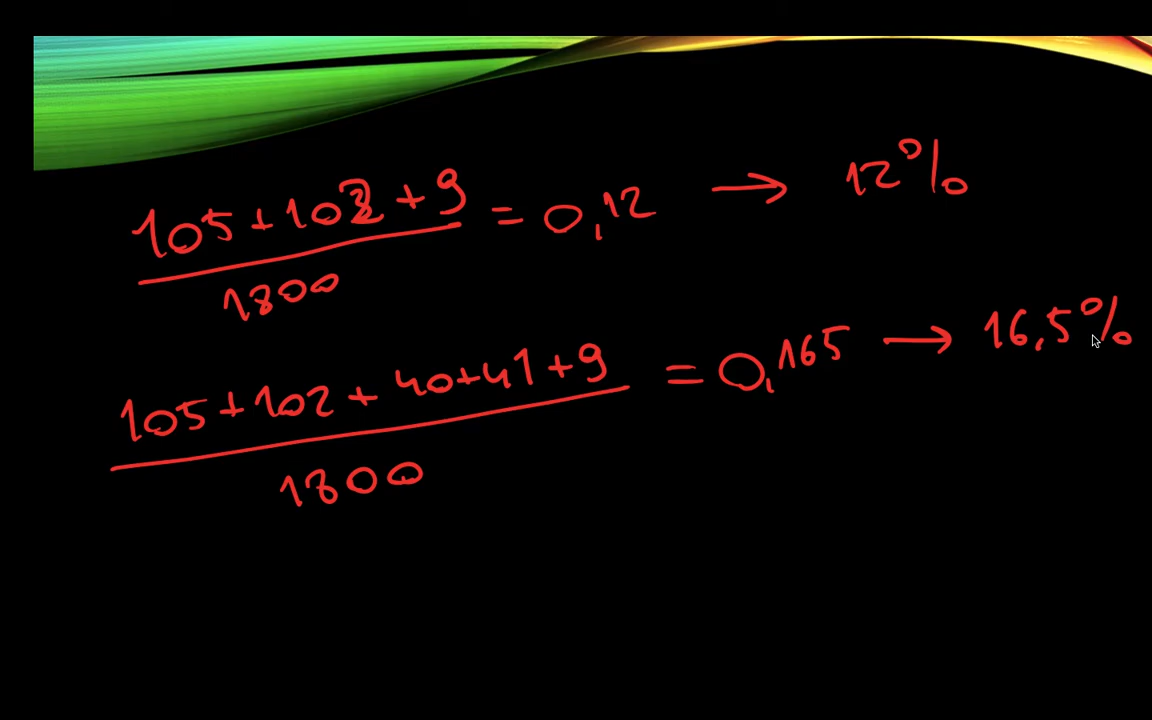 105+102+9 = 0,12 → 12%
1800
105+102+40+41+9 = 0,165 → 16,5%
1800